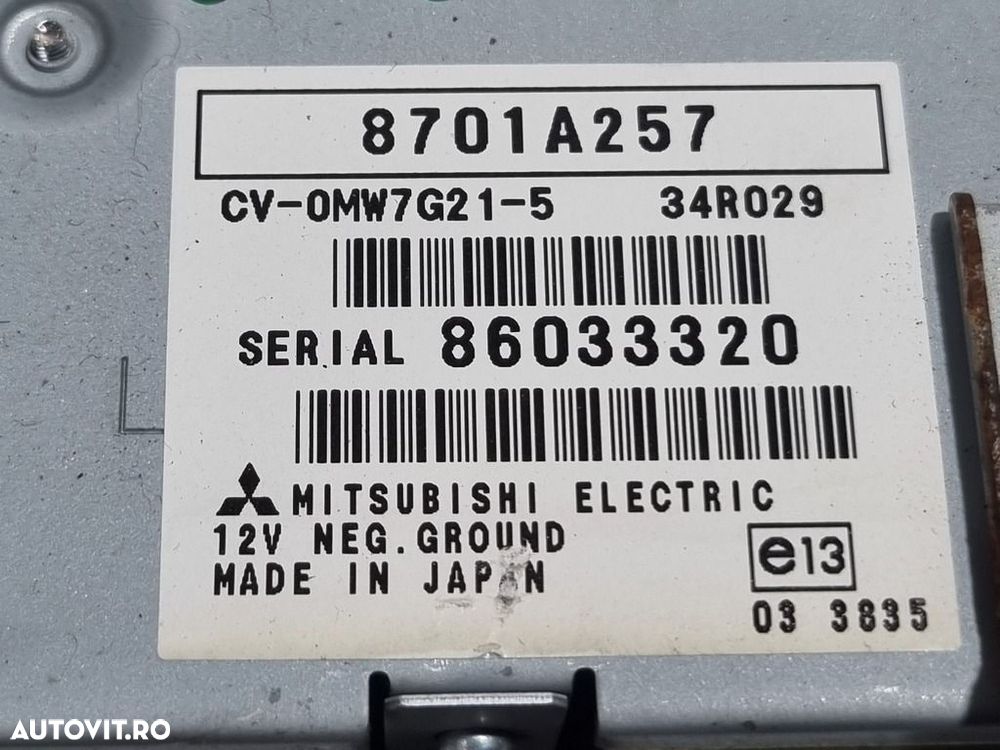 8701A257
CV-0MW7G21-5 34R029
SERIAL 86033320
MITSUBISHI ELECTRIC
12V NEG.GROUND
MADE IN JAPAN
e13
03 3835
AUTOVIT.RO